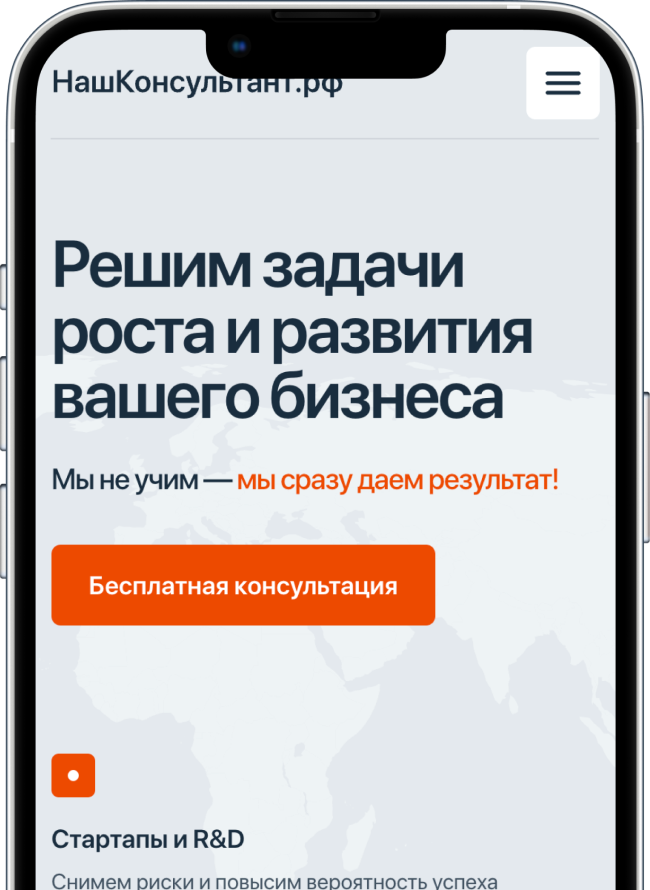 НашКонсультант.рф
Решим задачи
роста и развития
вашего бизнеса
Мы не учим — мы сразу даем результат!
Бесплатная консультация
Стартапы и R&D
Снимем риски и повысим вероятность успеха